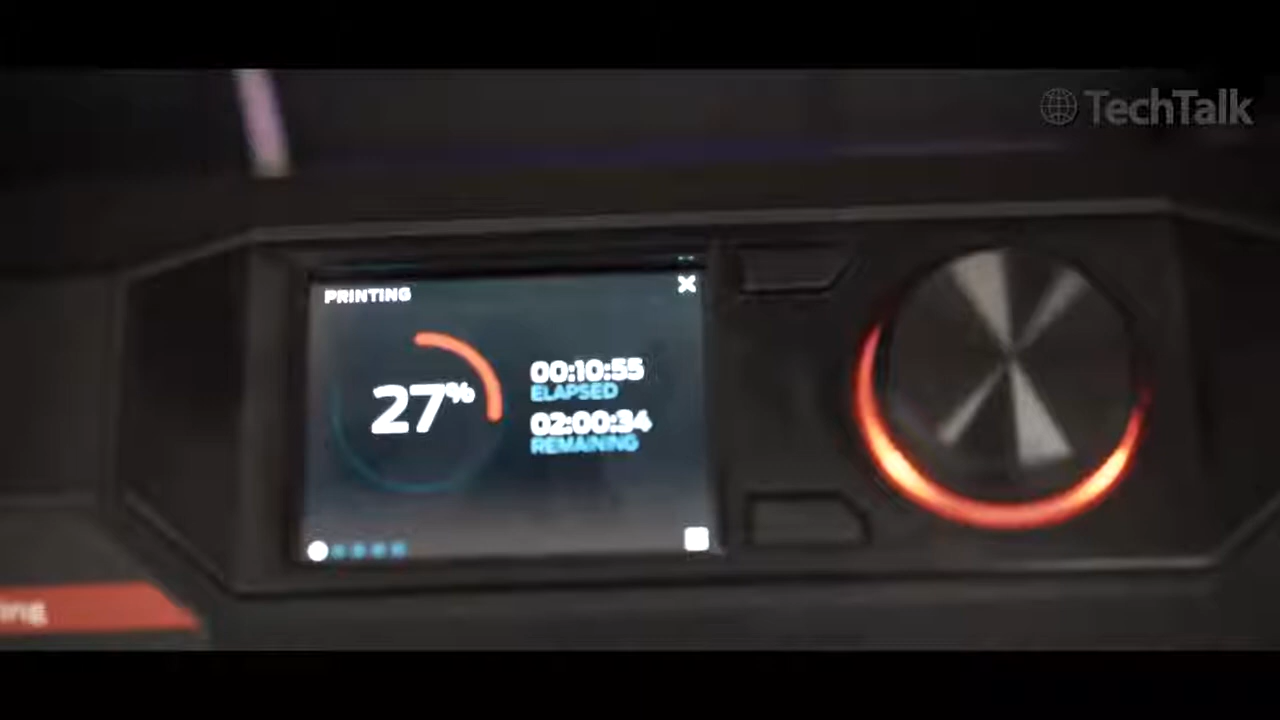 TechTalk
PRINTING
27%
00:10:55
ELAPSED
02:00:34
REMAINING